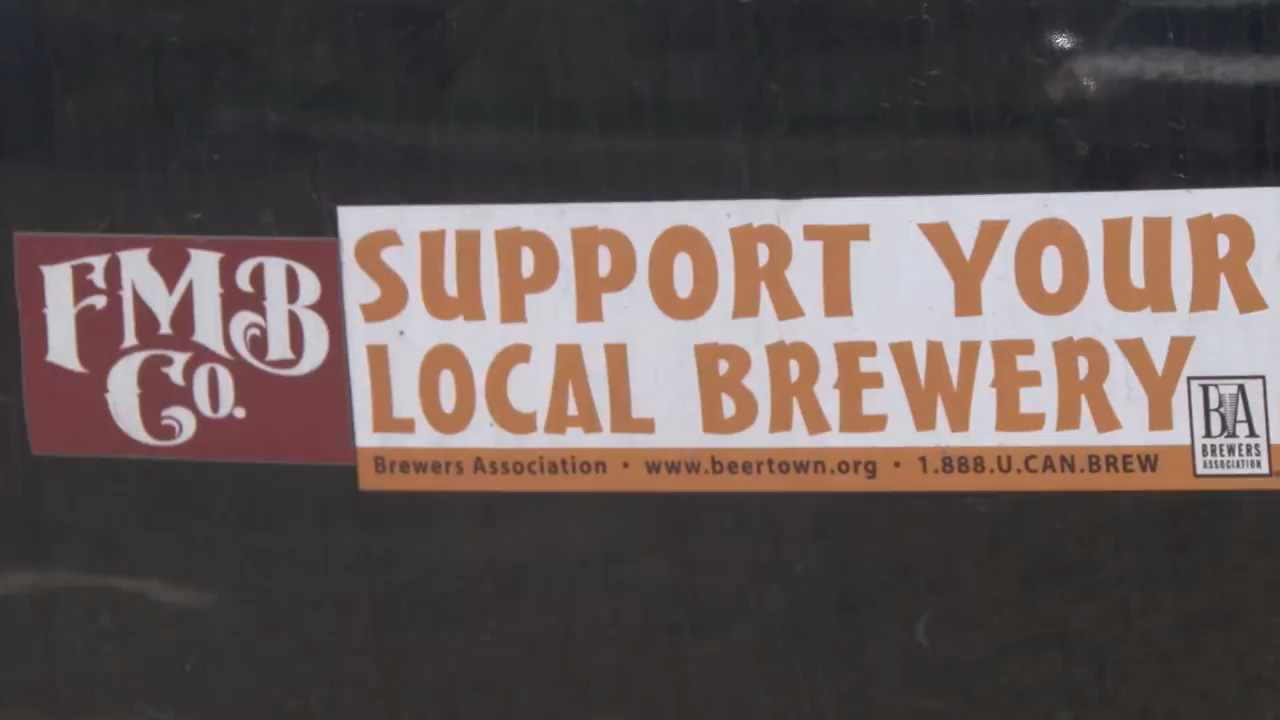 FMB
Co.
SUPPORT YOUR
LOCAL BREWERY
Brewers Association • www.beertown.org • 1.888.U.CAN.BREW
BA
BREWERS
ASSOCIATION